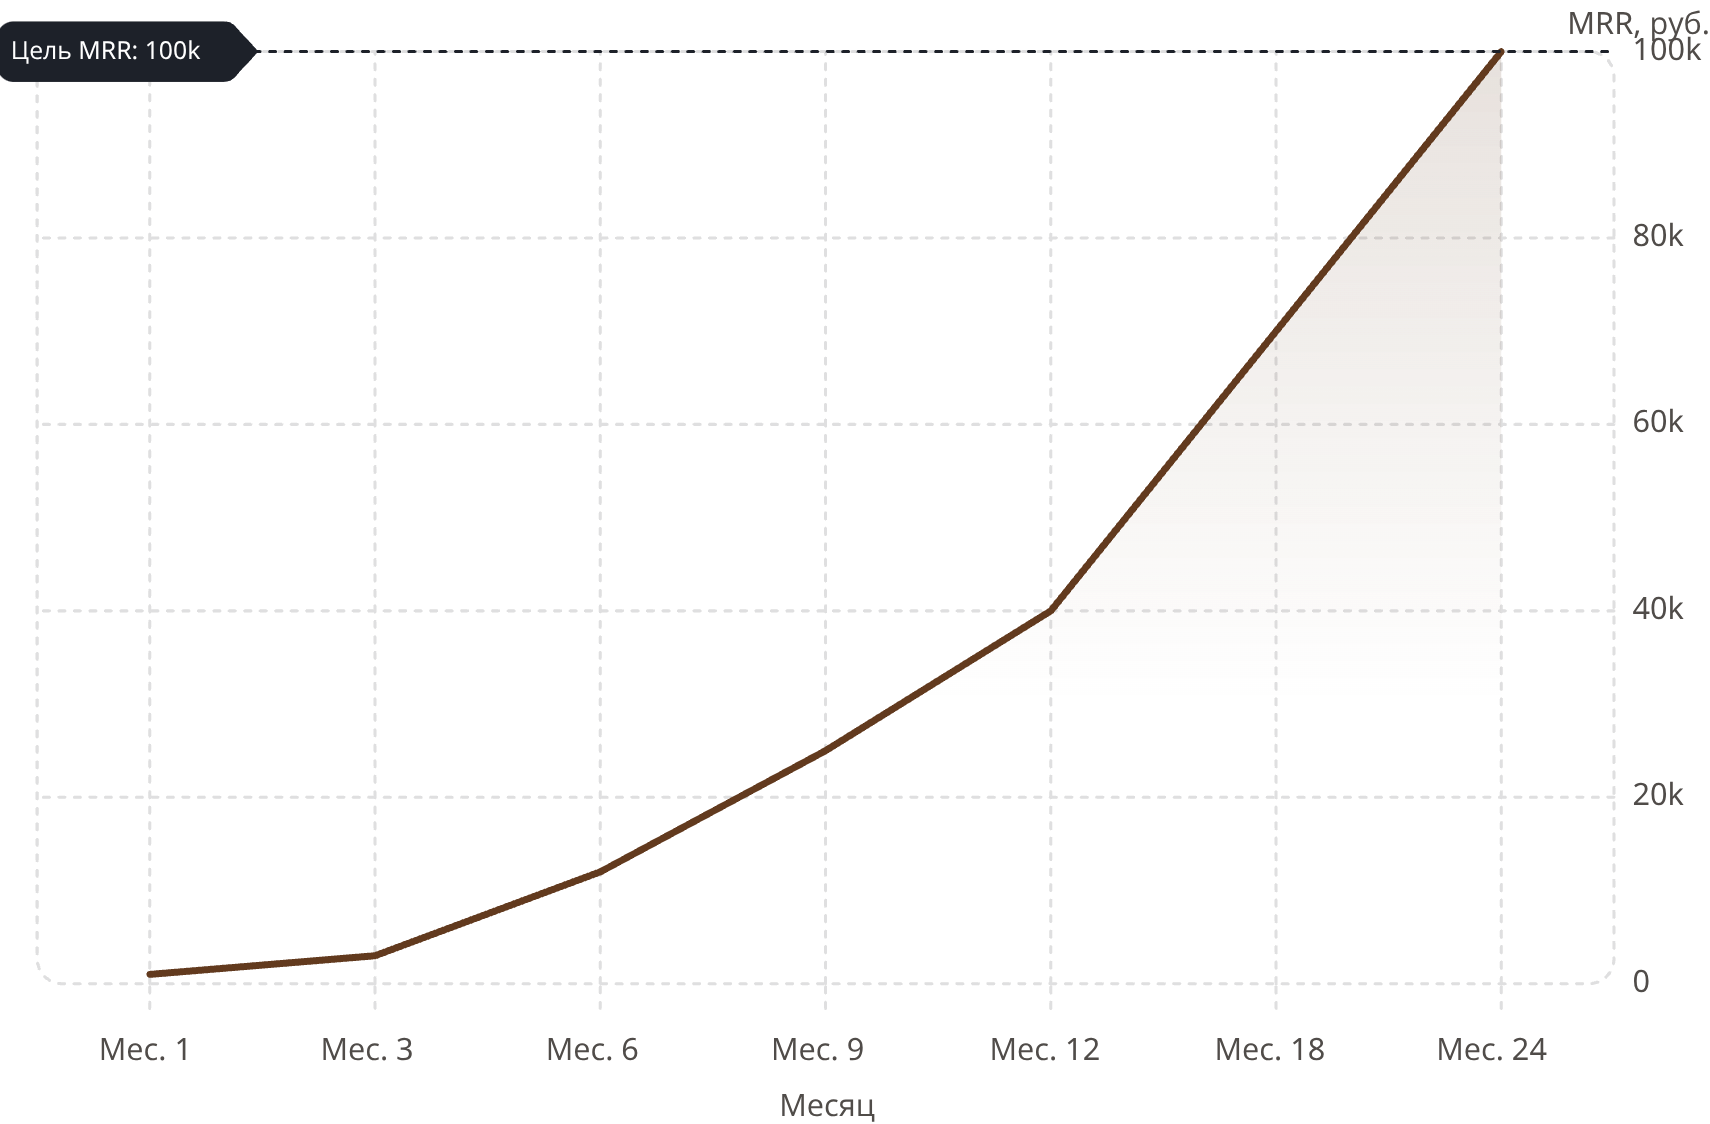 MRR, руб.
Цель MRR: 100k
100k
80k
60k
40k
20k
0
Мес. 1 Мес. 3 Мес. 6 Мес. 9 Мес. 12 Мес. 18 Мес. 24
Месяц